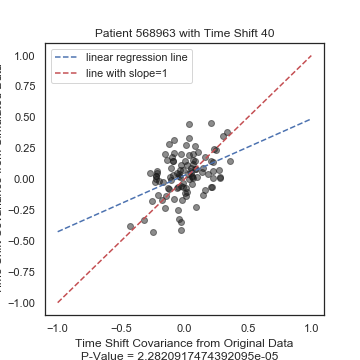 Patient 568963 with Time Shift 40
linear regression line
line with slope=1
1.00
0.75
0.50
0.25
0.00
−0.25
−0.50
−0.75
−1.00
−1.0 −0.5 0.0 0.5 1.0
Time Shift Covariance from Original Data
P-Value = 2.2820917474392095e-05